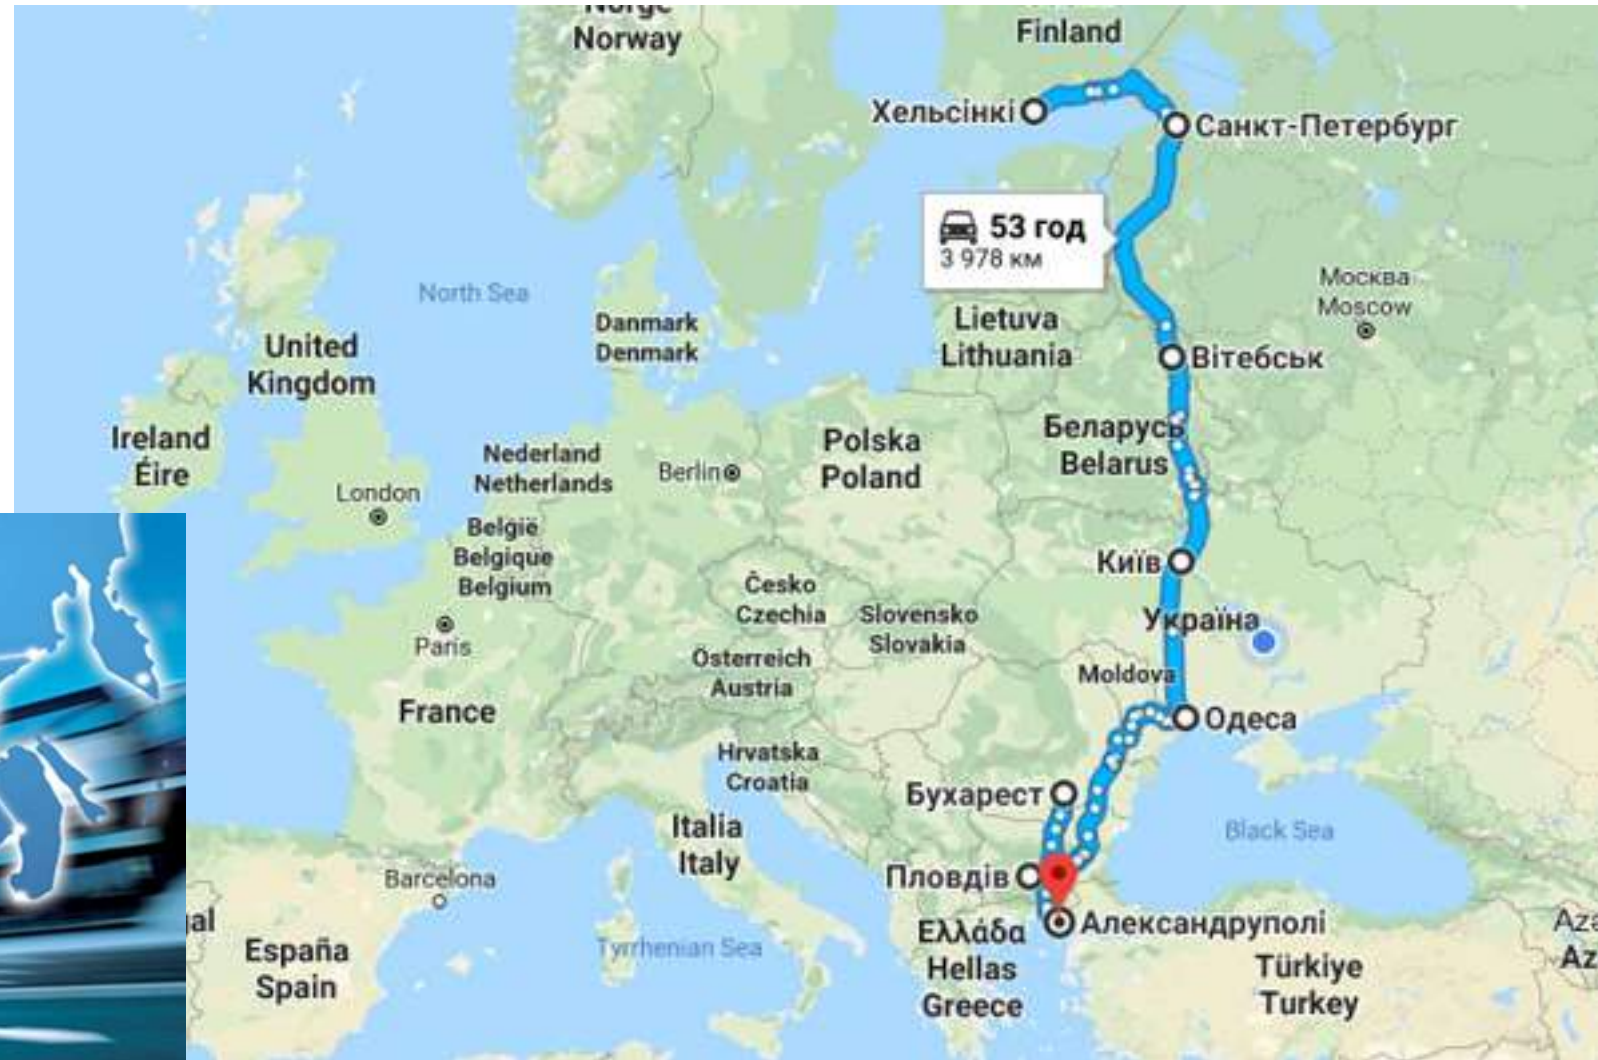 Norge
Norway
Finland
Хельсінкі
Санкт-Петербург
53 год
3 978 км
Москва
Moscow
North Sea
Danmark
Denmark
Lietuva
Lithuania
United
Kingdom
Вітебськ
Ireland
Éire
Nederland
Netherlands
Berlin
Polska
Poland
Беларусь
Belarus
London
België
Belgique
Belgium
Київ
Česko
Czechia
Slovensko
Slovakia
Україна
Paris
Österreich
Austria
Moldova
France
Одеса
Hrvatska
Croatia
Бухарест
Italia
Italy
Black Sea
Barcelona
Пловдів
Александруполі
España
Spain
Tyrrhenian Sea
Ελλάδα
Hellas
Greece
Türkiye
Turkey